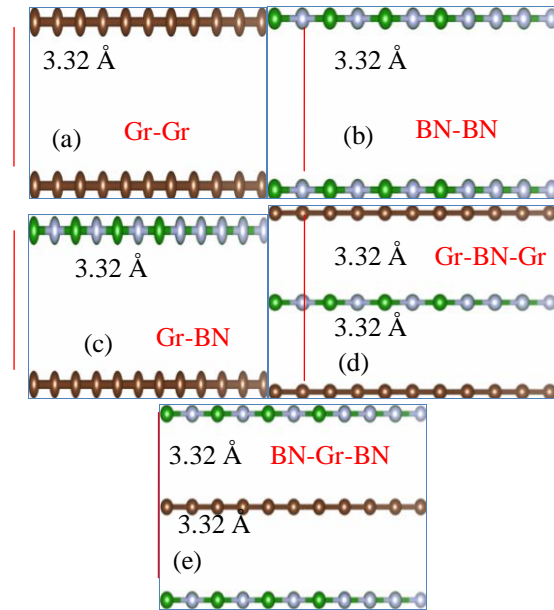 3.32 Å
(a)
Gr-Gr
3.32 Å
(b)
BN-BN
3.32 Å
(c)
Gr-BN
3.32 Å
Gr-BN-Gr
3.32 Å
(d)
3.32 Å
BN-Gr-BN
3.32 Å
(e)